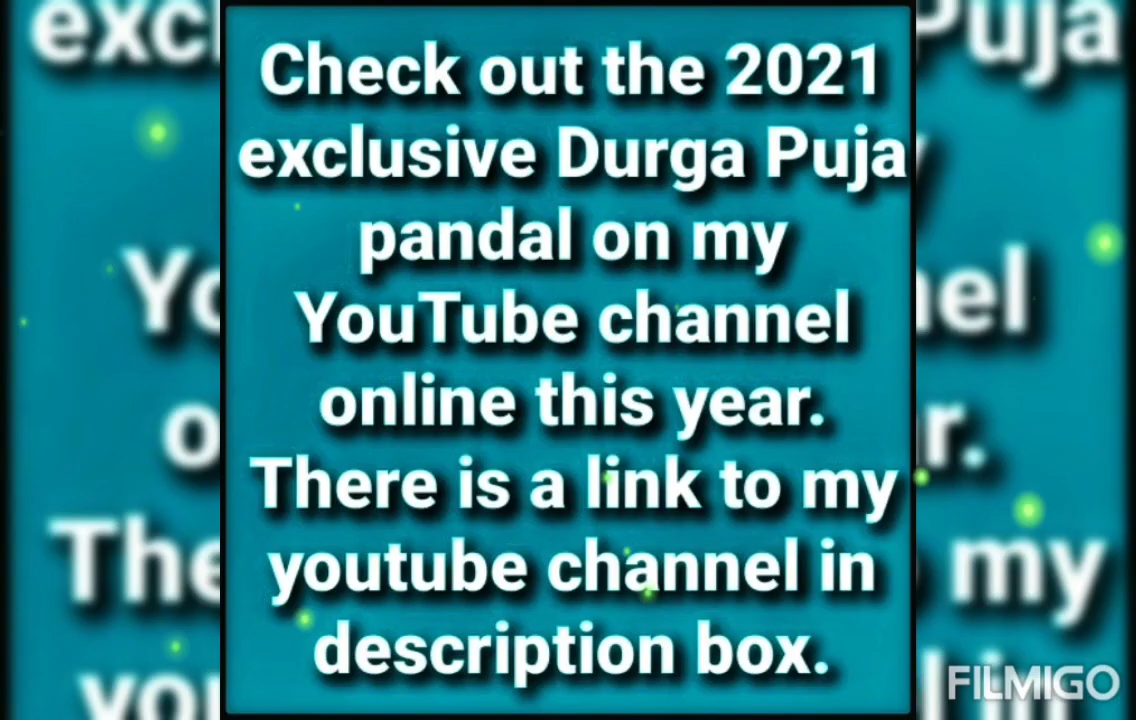 Check out the 2021
exclusive Durga Puja
pandal on my
YouTube channel
online this year.
There is a link to my
youtube channel in
description box.
FILMIGO